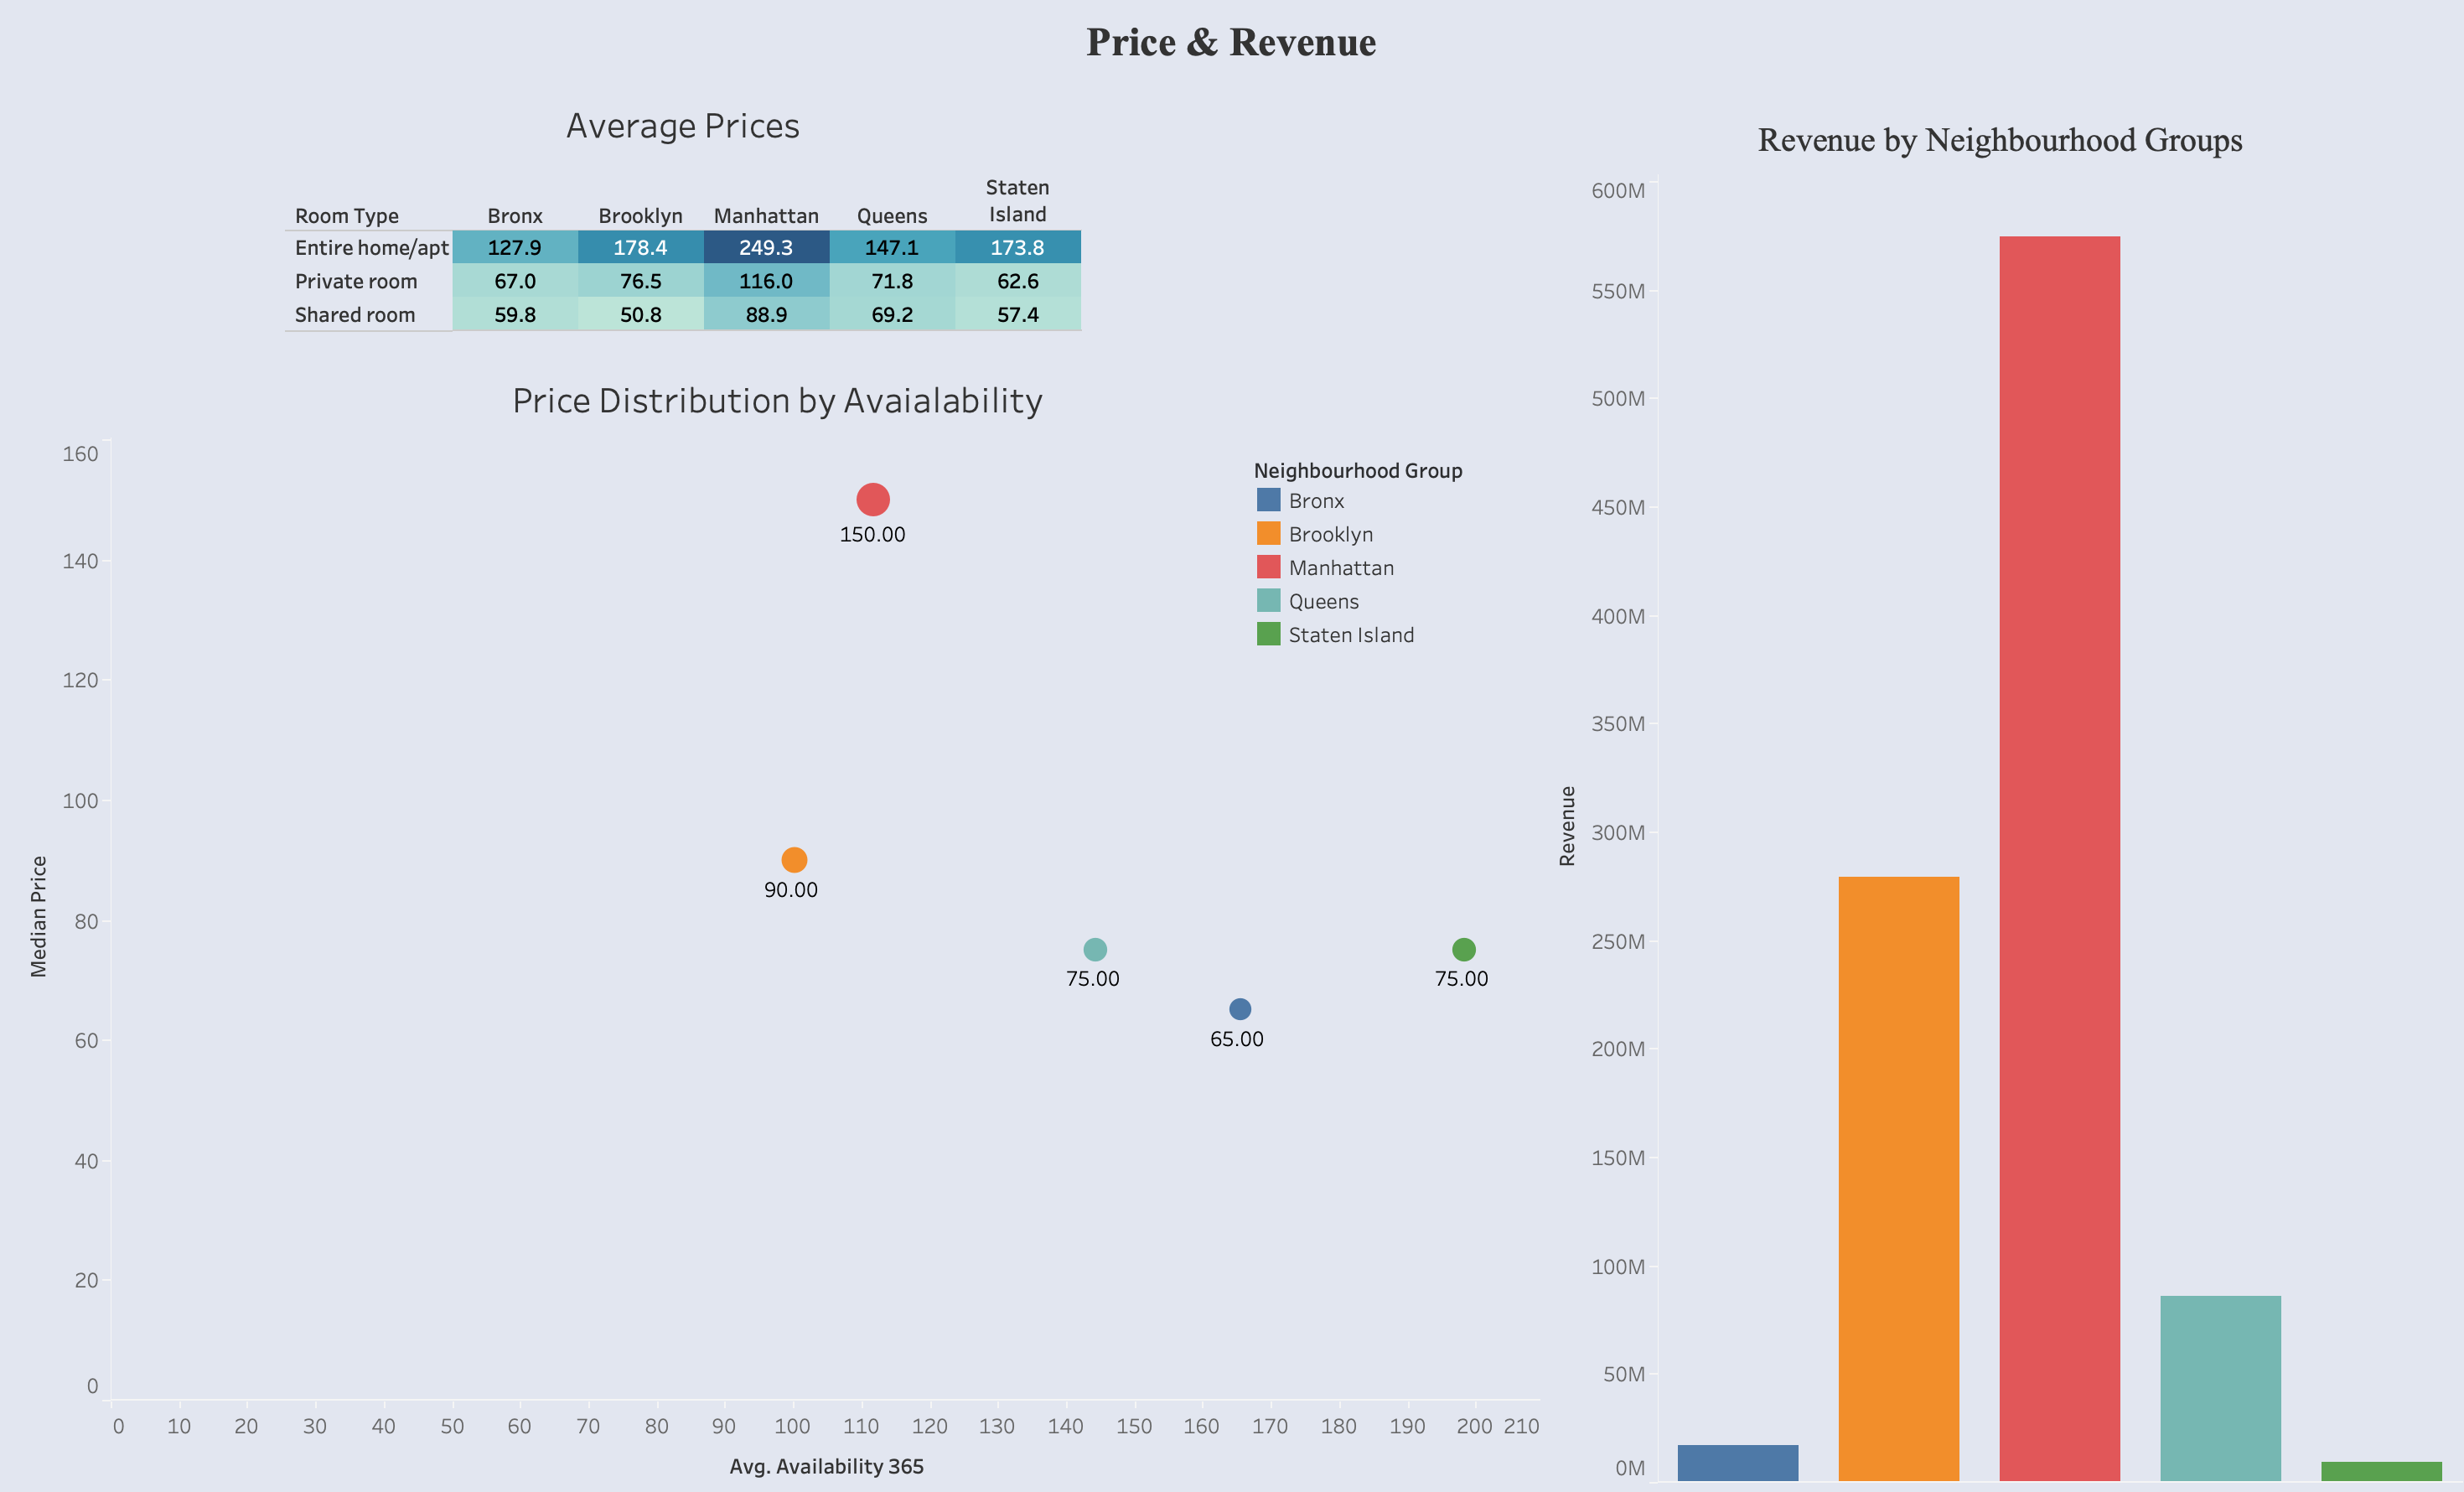 Price & Revenue
Average Prices
Room Type Bronx Brooklyn Manhattan Queens Staten Island
Entire home/apt 127.9 178.4 249.3 147.1 173.8
Private room 67.0 76.5 116.0 71.8 62.6
Shared room 59.8 50.8 88.9 69.2 57.4
Price Distribution by Avaialability
Median Price
160
140
120
100
80
60
40
20
0
150.00
90.00
75.00
75.00
65.00
0 10 20 30 40 50 60 70 80 90 100 110 120 130 140 150 160 170 180 190 200 210
Avg. Availability 365
Neighbourhood Group
Bronx
Brooklyn
Manhattan
Queens
Staten Island
Revenue by Neighbourhood Groups
Revenue
600M
550M
500M
450M
400M
350M
300M
250M
200M
150M
100M
50M
0M